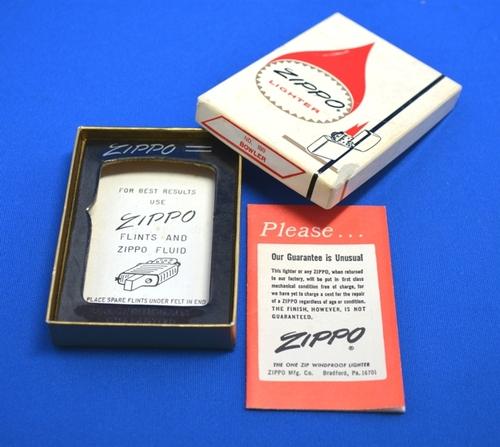 ZIPPO
LIGHTER
BOWLER
ZIPPO
FOR BEST RESULTS
USE
ZIPPO
FLINTS AND
ZIPPO FLUID
PLACE SPARE FLINTS UNDER FELT IN END
Please...
Our Guarantee is Unusual
This lighter or any ZIPPO, when returned
to our factory, will be put in first class
mechanical condition free of charge, for
we have yet to charge a cent for the repair
of a ZIPPO regardless of age or condition.
THE FINISH, HOWEVER, IS NOT
GUARANTEED.
ZIPPO
®
THE ONE ZIP WINDPROOF LIGHTER
ZIPPO Mfg. Co. Bradford, Pa. 16701